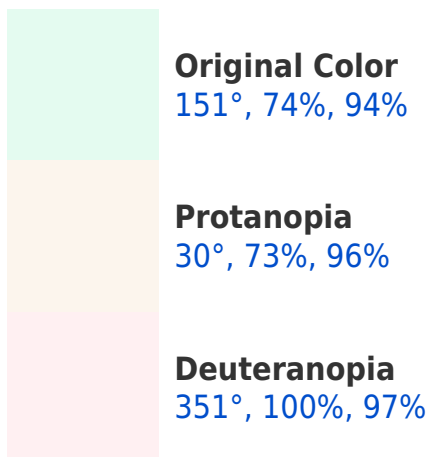 Original Color
151°, 74%, 94%
Protanopia
30°, 73%, 96%
Deuteranopia
351°, 100%, 97%